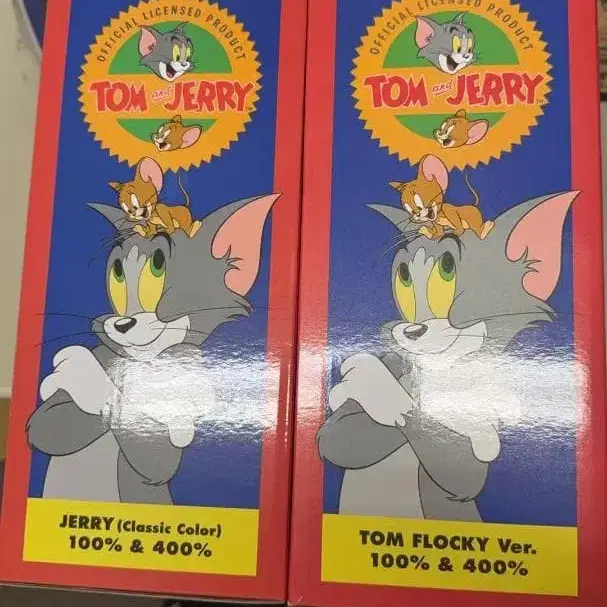 OFFICIAL LICENSED PRODUCT
TOM and JERRY
JERRY (Classic Color)
100% & 400%
OFFICIAL LICENSED PRODUCT
TOM and JERRY™
TOM FLOCKY Ver.
100% & 400%